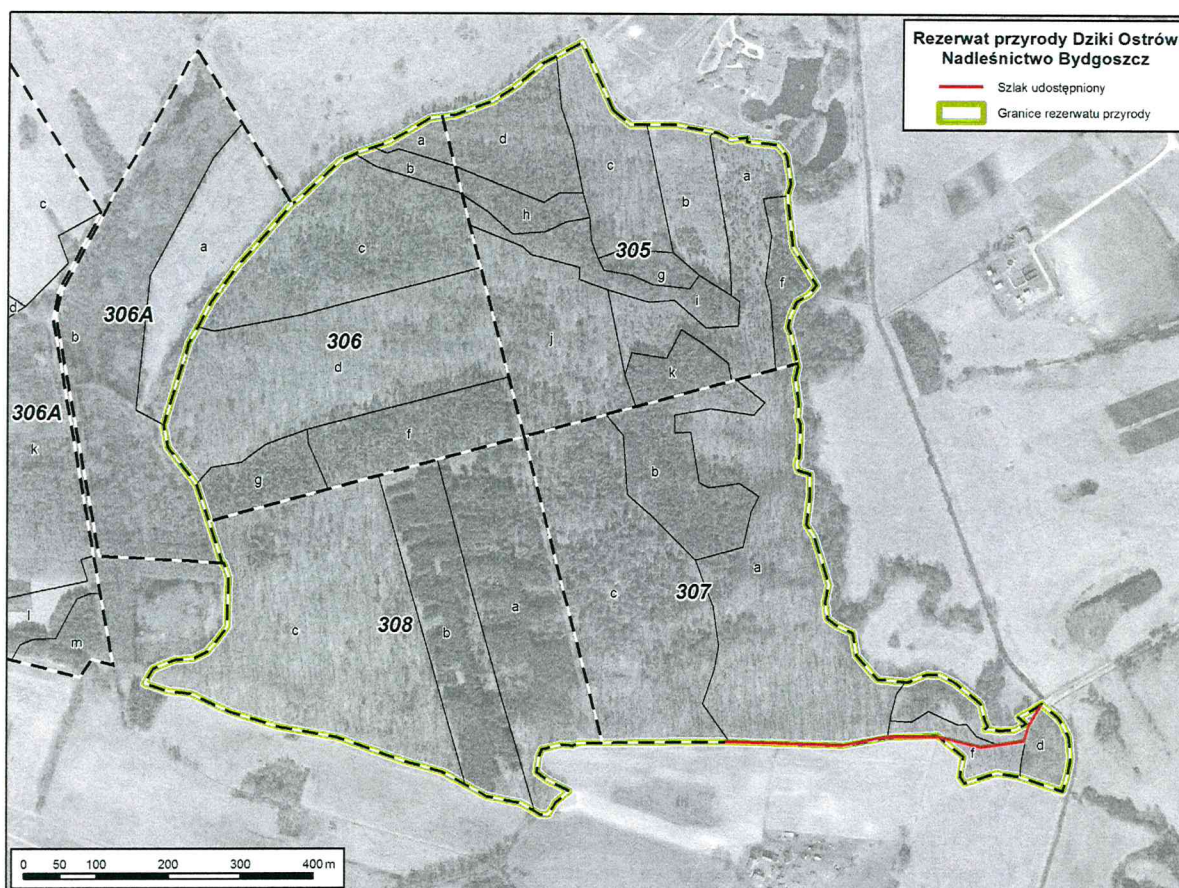 Rezerwat przyrody Dziki Ostrów
Nadleśnictwo Bydgoszcz
Szlak udostępniony
Granice rezerwatu przyrody
a
d
c
b
a
b
c
a
h
305
c
g
f
d
i
306A
b
306
j
d
k
306A
f
k
b
g
a
c
307
a
c
308
b
l
m
d
f
0 50 100 200 300 400 m